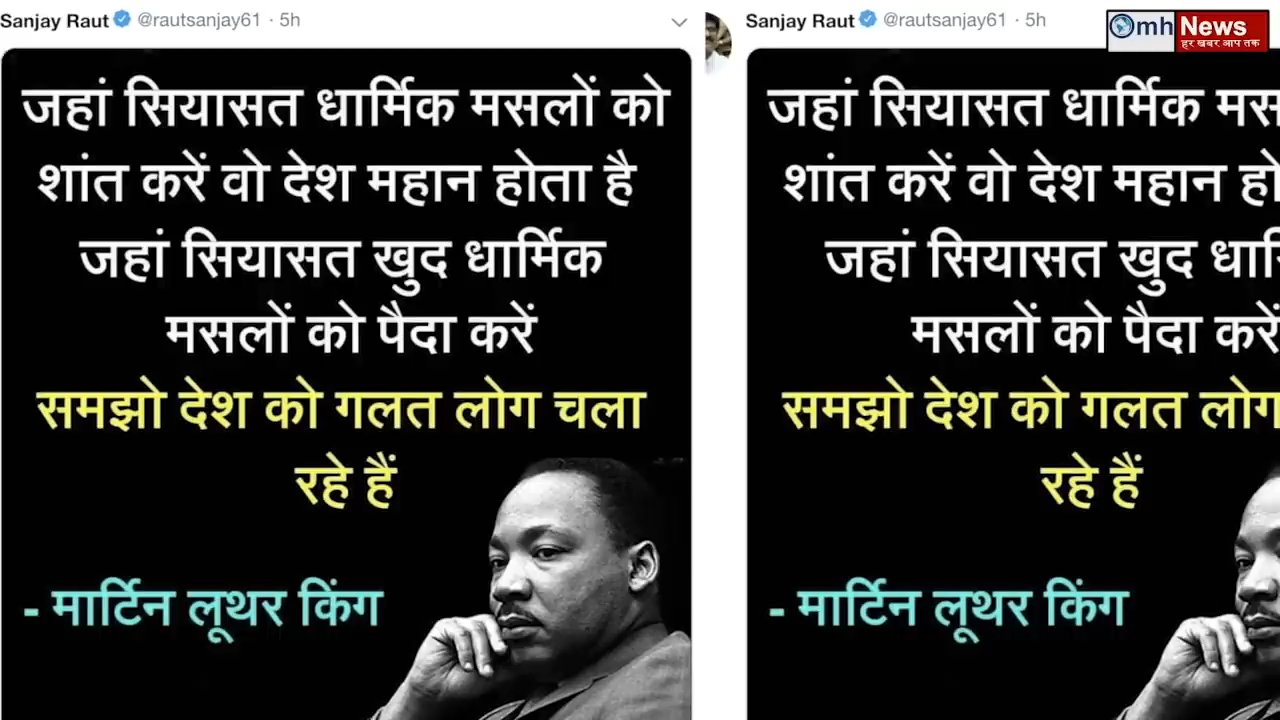 Sanjay Raut @rautsanjay61 · 5h
जहां सियासत धार्मिक मसलों को
शांत करें वो देश महान होता है
जहां सियासत खुद धार्मिक
मसलों को पैदा करें
समझो देश को गलत लोग चला
रहे हैं
- मार्टिन लूथर किंग
Sanjay Raut @rautsanjay61 · 5h
जहां सियासत धार्मिक मस
शांत करें वो देश महान हो
जहां सियासत खुद धार्मि
मसलों को पैदा करें
समझो देश को गलत लोग
रहे हैं
- मार्टिन लूथर किंग
Omh News
हर खबर आप तक